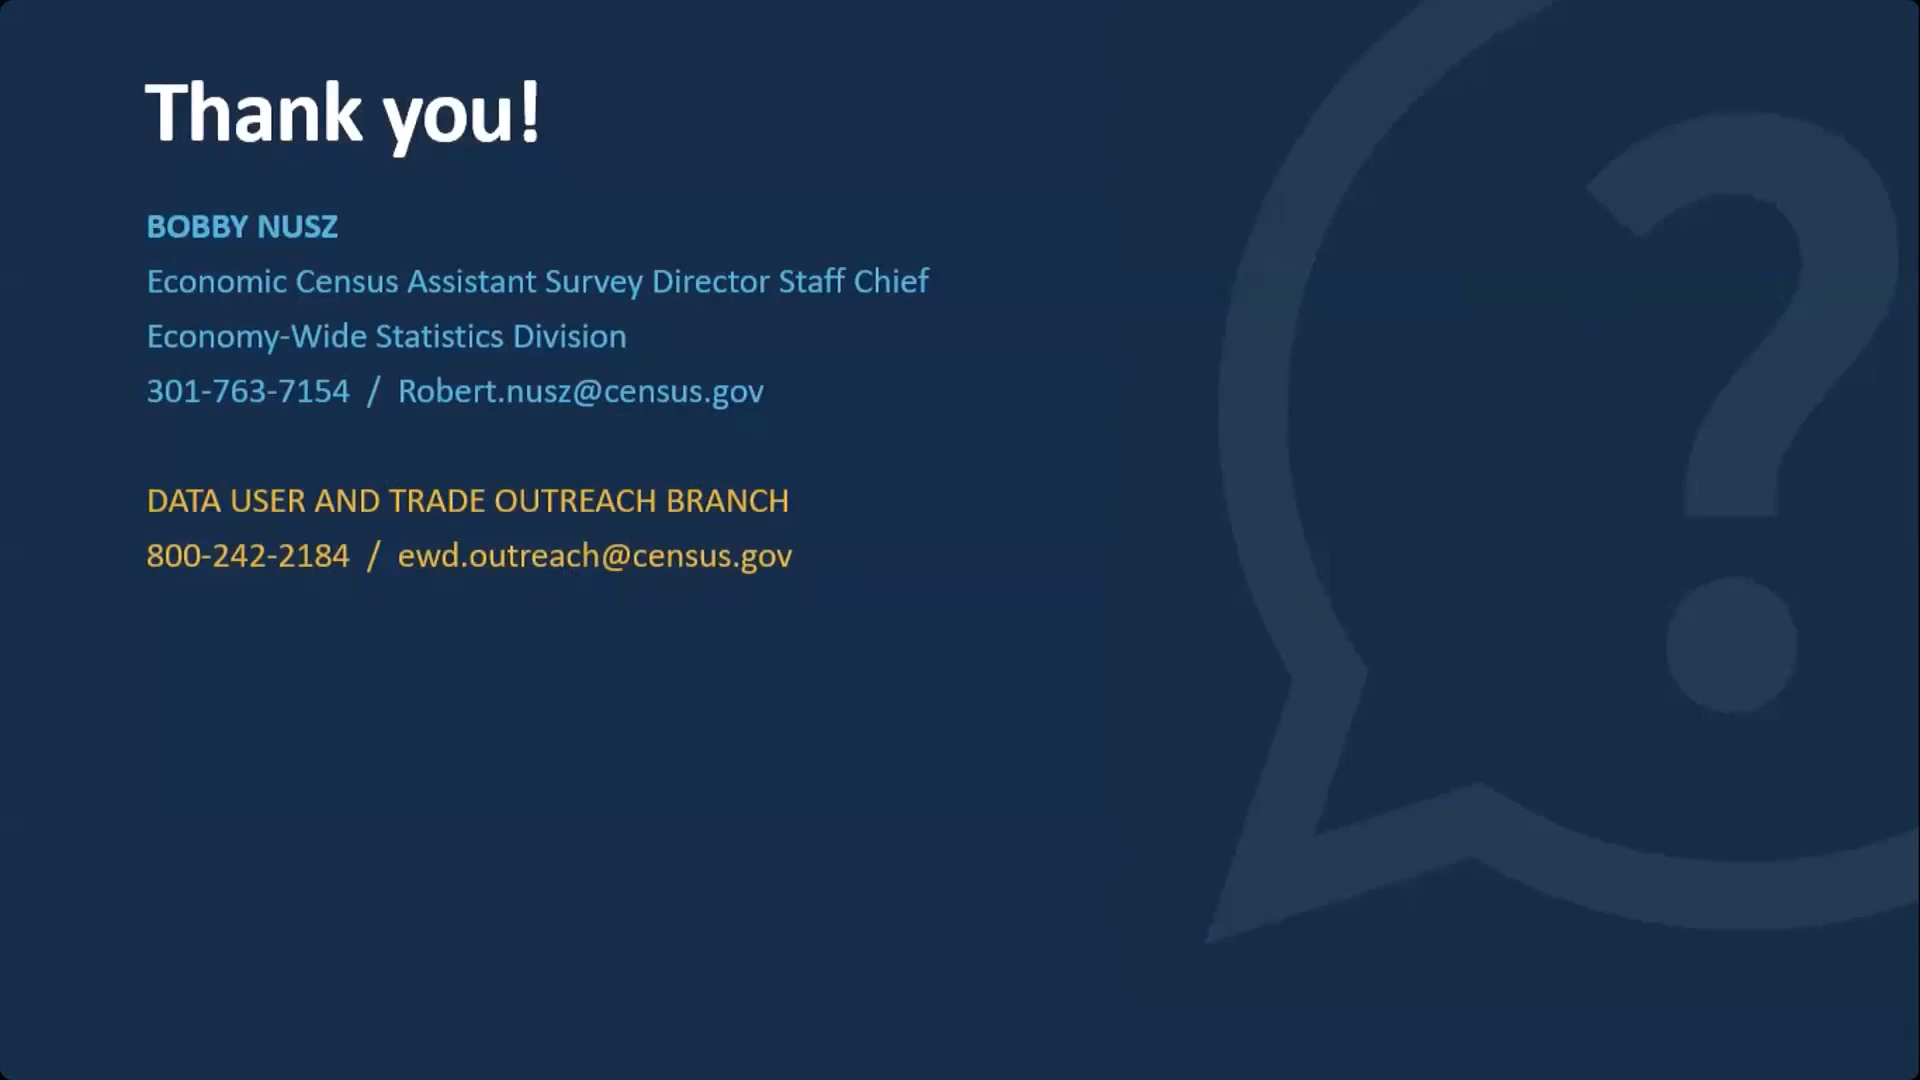 Thank you!
BOBBY NUSZ
Economic Census Assistant Survey Director Staff Chief
Economy-Wide Statistics Division
301-763-7154 / Robert.nusz@census.gov
DATA USER AND TRADE OUTREACH BRANCH
800-242-2184 / ewd.outreach@census.gov
?